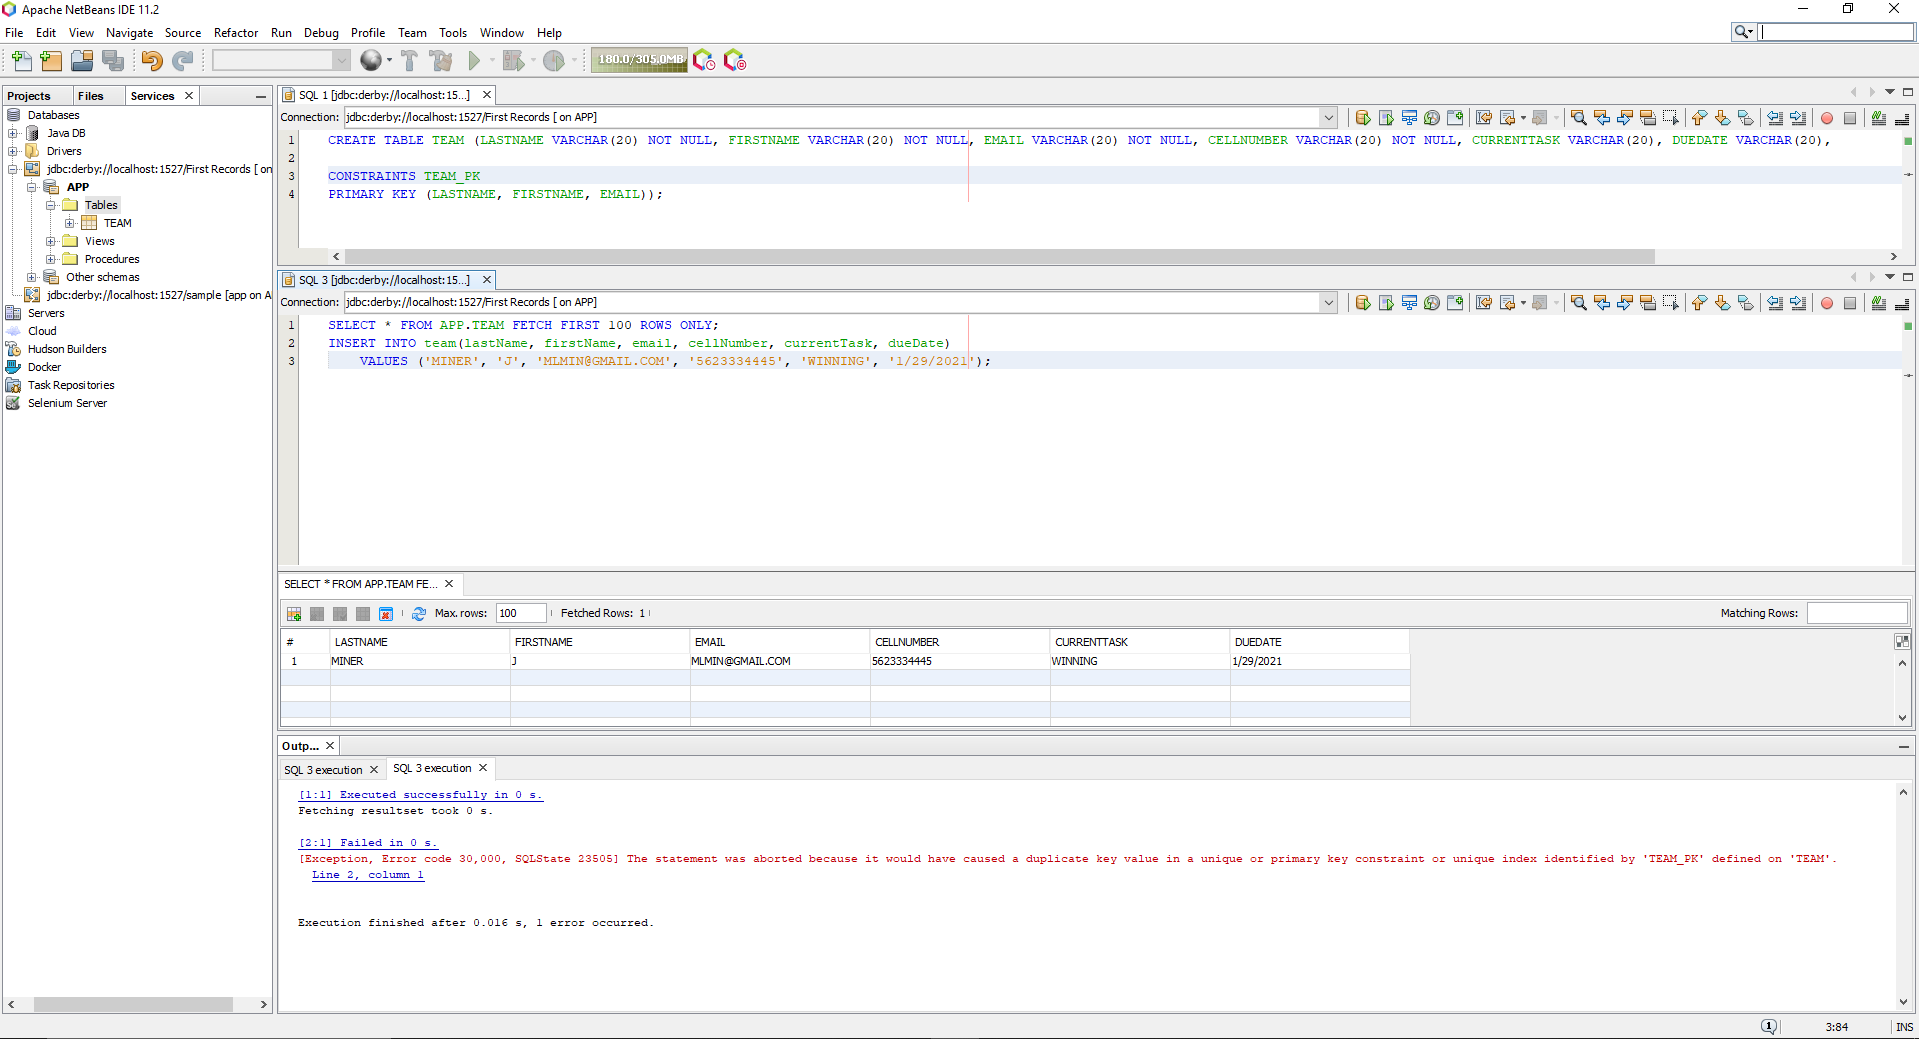 Apache NetBeans IDE 11.2
File Edit View Navigate Source Refactor Run Debug Profile Team Tools Window Help
180.0/305.0MB
Projects Files Services
Databases
Java DB
Drivers
jdbc:derby://localhost:1527/First Records [ on
APP
Tables
TEAM
Views
Procedures
Other schemas
jdbc:derby://localhost:1527/sample [app on A
Servers
Cloud
Hudson Builders
Docker
Task Repositories
Selenium Server
SQL 1 [jdbc:derby://localhost:15...]
Connection: jdbc:derby://localhost:1527/First Records [ on APP]
1 CREATE TABLE TEAM (LASTNAME VARCHAR(20) NOT NULL, FIRSTNAME VARCHAR(20) NOT NULL, EMAIL VARCHAR(20) NOT NULL, CELLNUMBER VARCHAR(20) NOT NULL, CURRENTTASK VARCHAR(20), DUEDATE VARCHAR(20),
2
3 CONSTRAINTS TEAM_PK
4 PRIMARY KEY (LASTNAME, FIRSTNAME, EMAIL));
SQL 3 [jdbc:derby://localhost:15...]
Connection: jdbc:derby://localhost:1527/First Records [ on APP]
1 SELECT * FROM APP.TEAM FETCH FIRST 100 ROWS ONLY;
2 INSERT INTO team(lastName, firstName, email, cellNumber, currentTask, dueDate)
3 VALUES ('MINER', 'J', 'MLMIN@GMAIL.COM', '5623334445', 'WINNING', '1/29/2021');
SELECT * FROM APP.TEAM FE...
Max. rows: 100 Fetched Rows: 1 Matching Rows:
# LASTNAME FIRSTNAME EMAIL CELLNUMBER CURRENTTASK DUEDATE
1 MINER J MLMIN@GMAIL.COM 5623334445 WINNING 1/29/2021
Outp...
SQL 3 execution SQL 3 execution
[1:1] Executed successfully in 0 s.
Fetching resultset took 0 s.
[2:1] Failed in 0 s.
[Exception, Error code 30,000, SQLState 23505] The statement was aborted because it would have caused a duplicate key value in a unique or primary key constraint or unique index identified by 'TEAM_PK' defined on 'TEAM'.
Line 2, column 1
Execution finished after 0.016 s, 1 error occurred.
1 3:84 INS